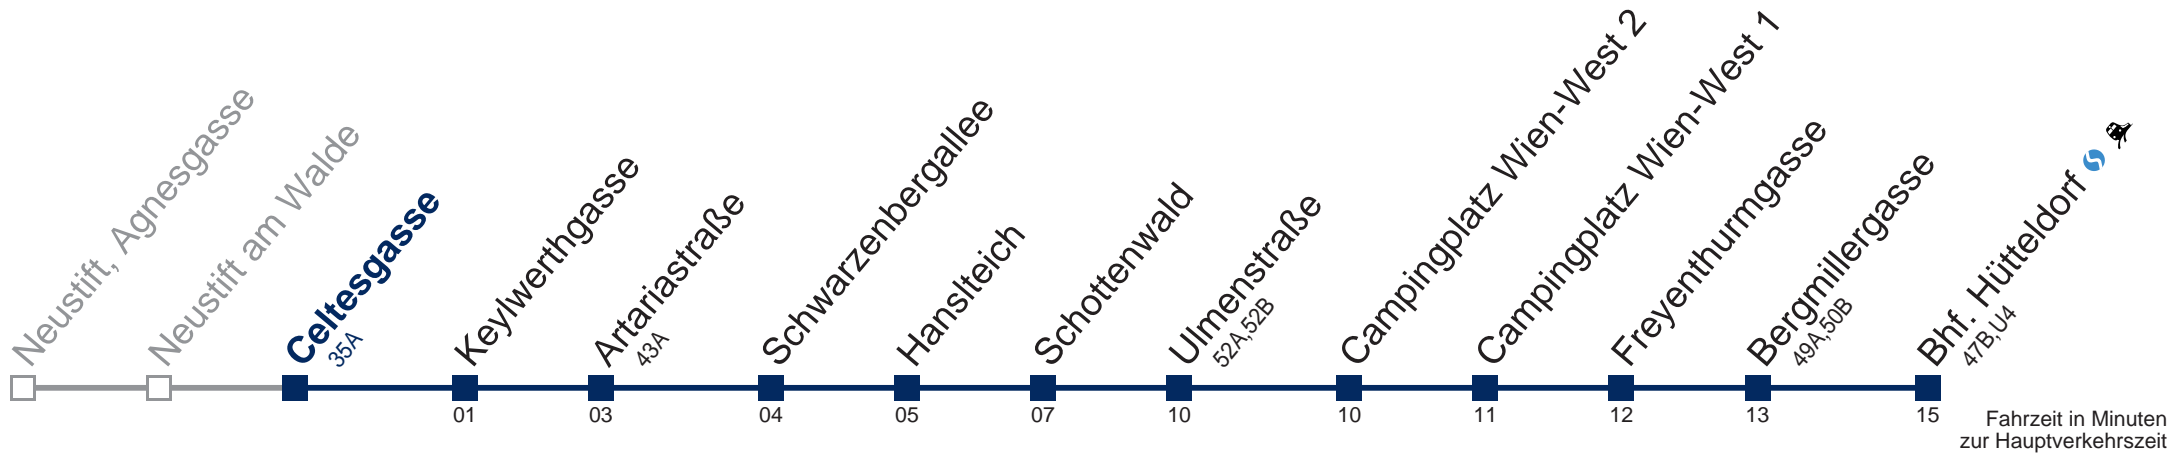 Neustift, Agnesgasse
Neustift am Walde
Celtesgasse
35A
Keylwerthgasse
Artariastraße
43A
Schwarzenbergallee
Hanslteich
Schottenwald
Ulmenstraße
52A,52B
Campingplatz Wien-West 2
Campingplatz Wien-West 1
Freyenthurmgasse
Bergmillergasse
49A,50B
Bhf. Hütteldorf
47B,U4
01
03
04
05
07
10
10
11
12
13
15
Fahrzeit in Minuten
zur Hauptverkehrszeit